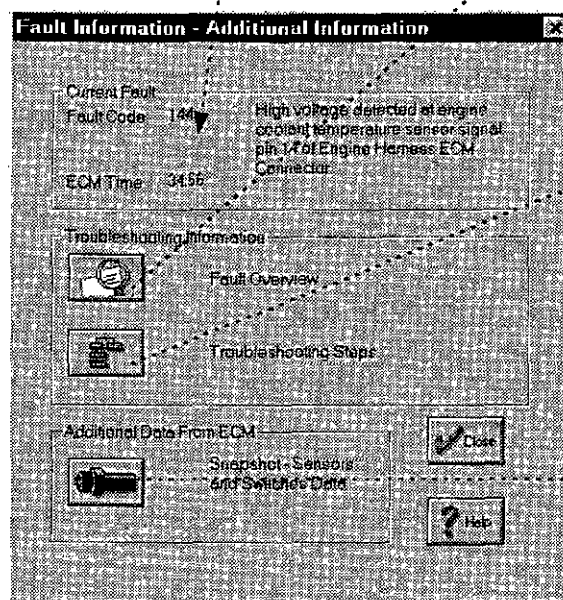 Fault Information - Additional Information
Current Fault
Fault Code 144
High voltage detected at engine
coolant temperature sensor signal
pin 17 of Engine Harness ECM
Connector.
ECM Time 34:56
Troubleshooting Information
Fault Overview
Troubleshooting Steps
Additional Data From ECM
Snapshot - Sensors
and Switches Data
Close
Help